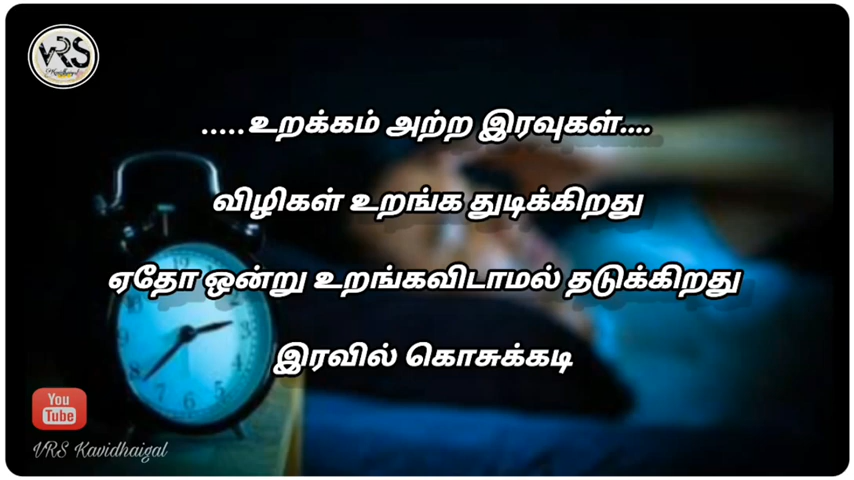 VRS
Kavidhaigal
.....உறக்கம் அற்ற இரவுகள்....
விழிகள் உறங்க துடிக்கிறது
ஏதோ ஒன்று உறங்கவிடாமல் தடுக்கிறது
இரவில் கொசுக்கடி
You
Tube
VRS Kavidhaigal